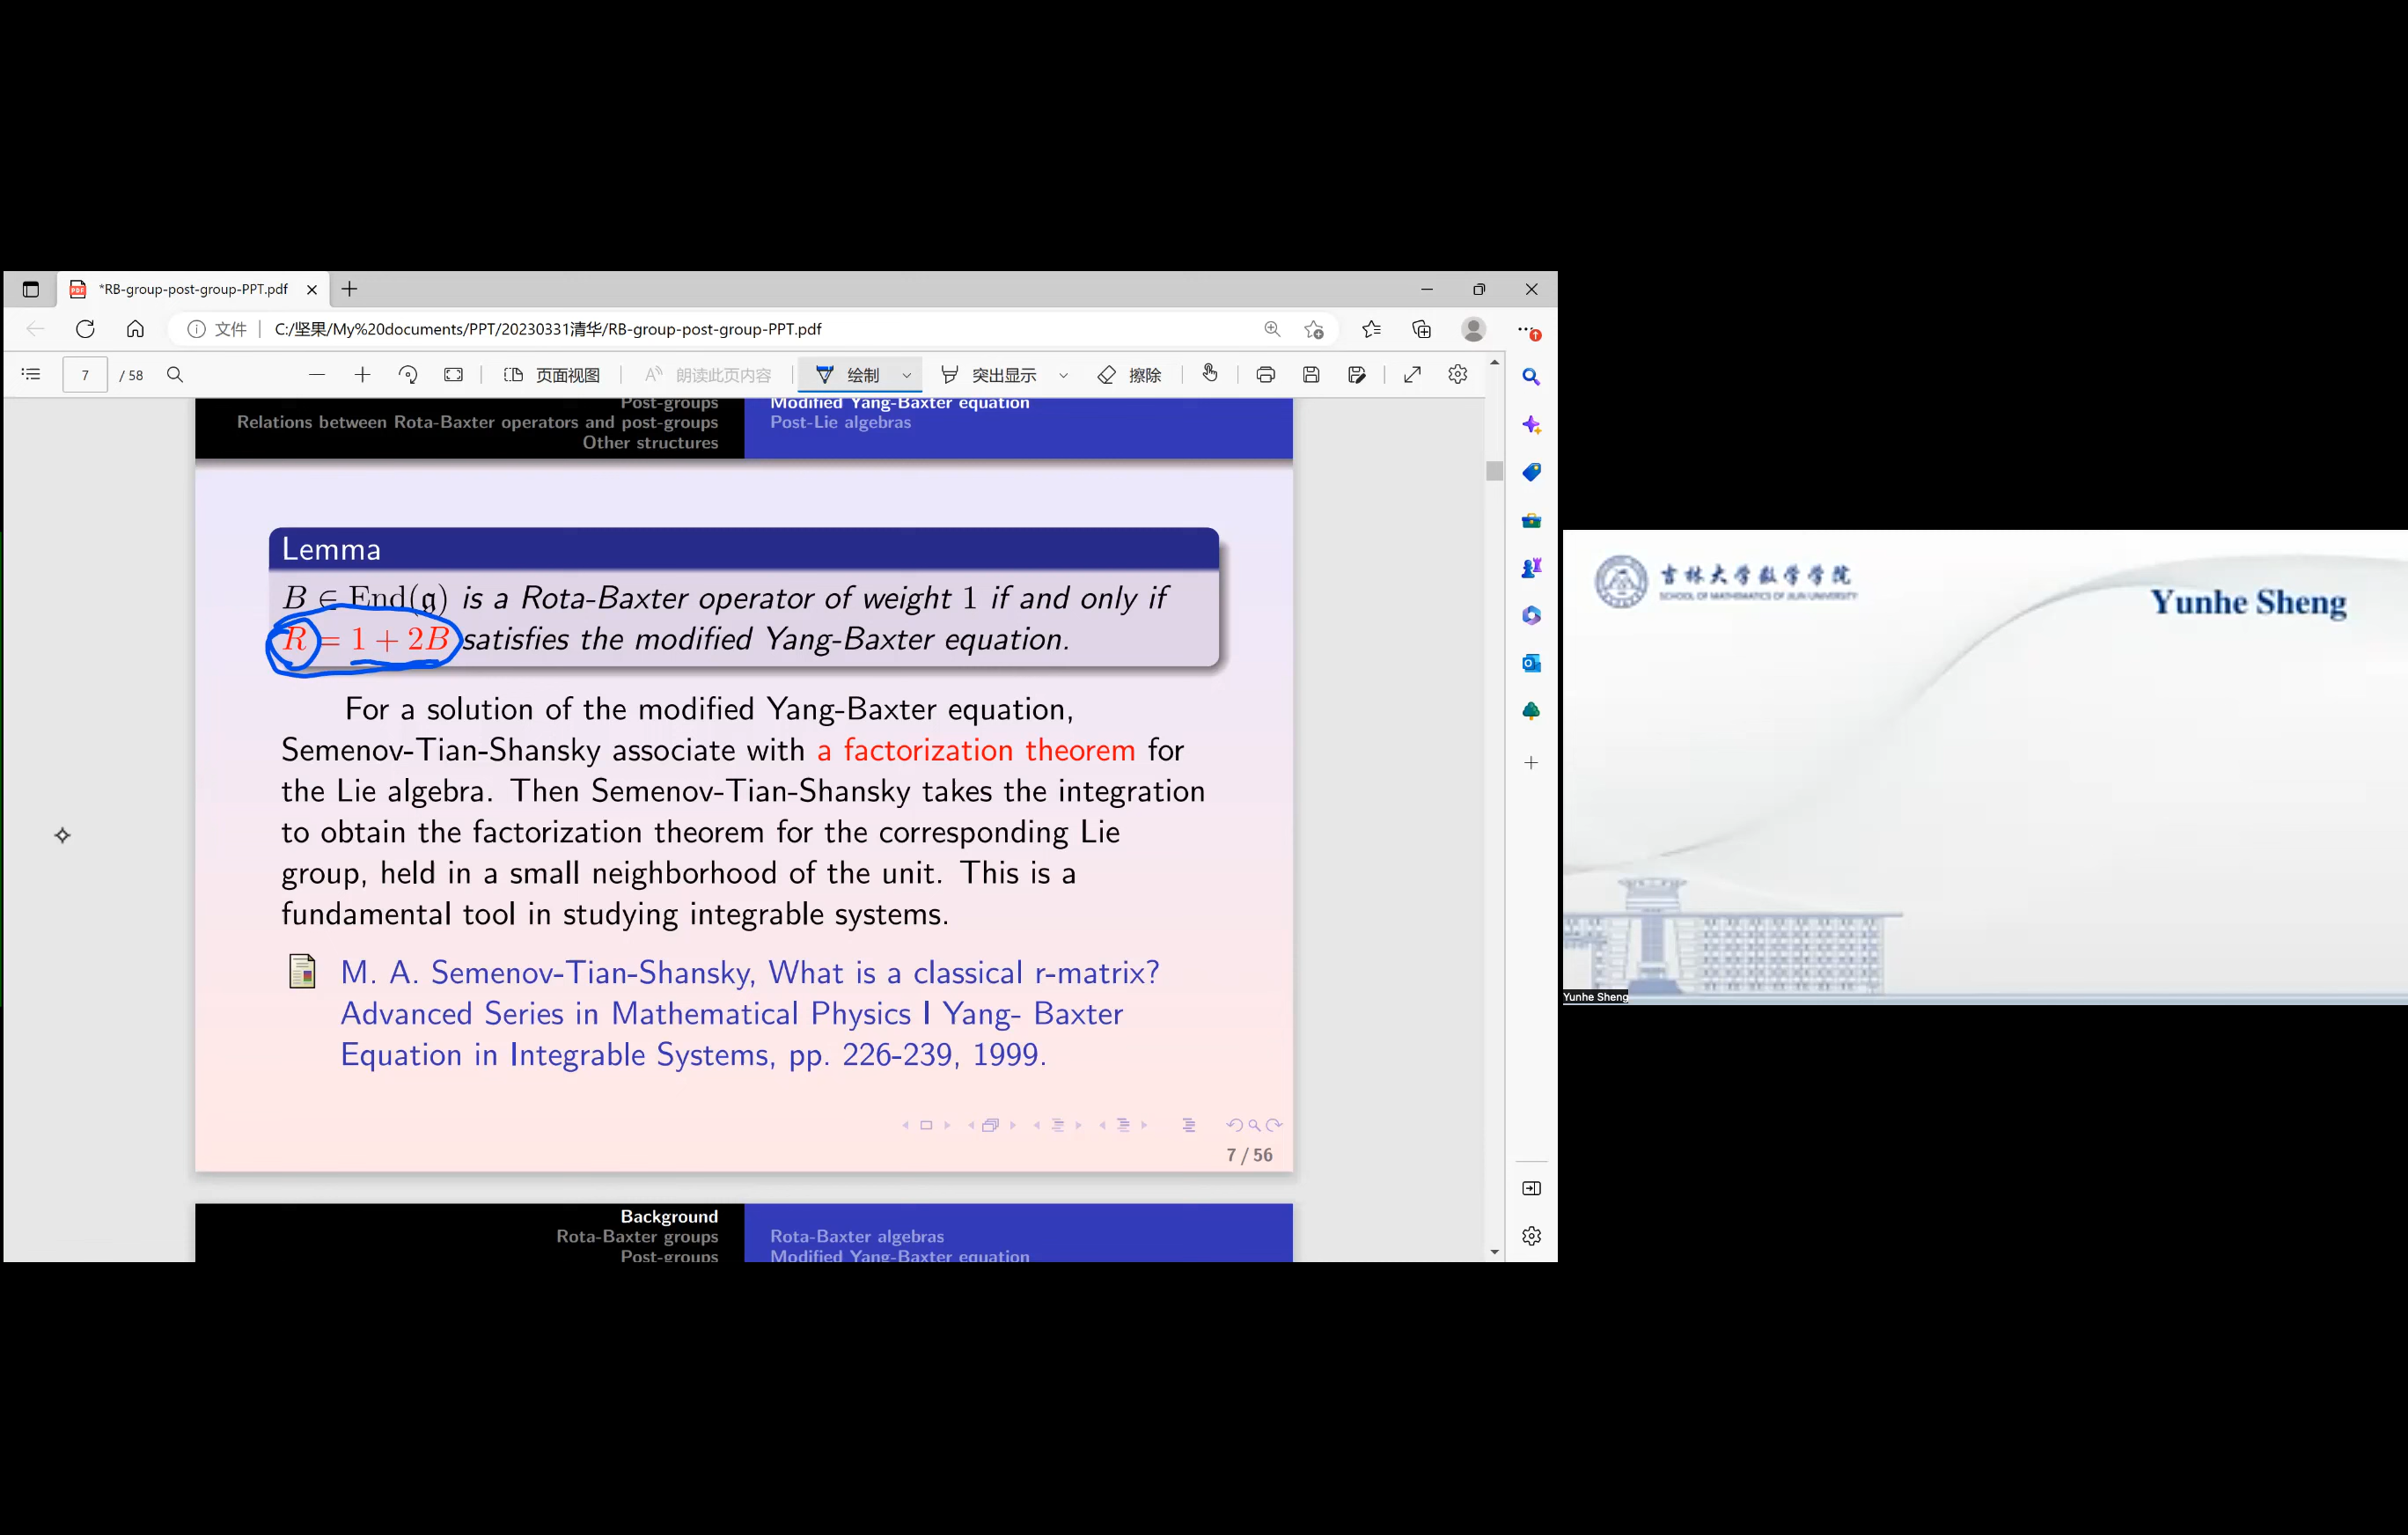 *RB-group-post-group-PPT.pdf
文件 C:/坚果/My%20documents/PPT/20230331清华/RB-group-post-group-PPT.pdf
7 / 58 页面视图 朗读此页内容 绘制 突出显示 擦除
Post-groups Modified Yang-Baxter equation
Relations between Rota-Baxter operators and post-groups Post-Lie algebras
Other structures
Lemma
B ∈ End(𝔤) is a Rota-Baxter operator of weight 1 if and only if
R = 1 + 2B satisfies the modified Yang-Baxter equation.
For a solution of the modified Yang-Baxter equation,
Semenov-Tian-Shansky associate with a factorization theorem for
the Lie algebra. Then Semenov-Tian-Shansky takes the integration
to obtain the factorization theorem for the corresponding Lie
group, held in a small neighborhood of the unit. This is a
fundamental tool in studying integrable systems.
M. A. Semenov-Tian-Shansky, What is a classical r-matrix?
Advanced Series in Mathematical Physics I Yang- Baxter
Equation in Integrable Systems, pp. 226-239, 1999.
7 / 56
Background
Rota-Baxter groups Rota-Baxter algebras
Post-groups Modified Yang-Baxter equation
吉林大学数学学院
SCHOOL OF MATHEMATICS OF JILIN UNIVERSITY
Yunhe Sheng
Yunhe Sheng